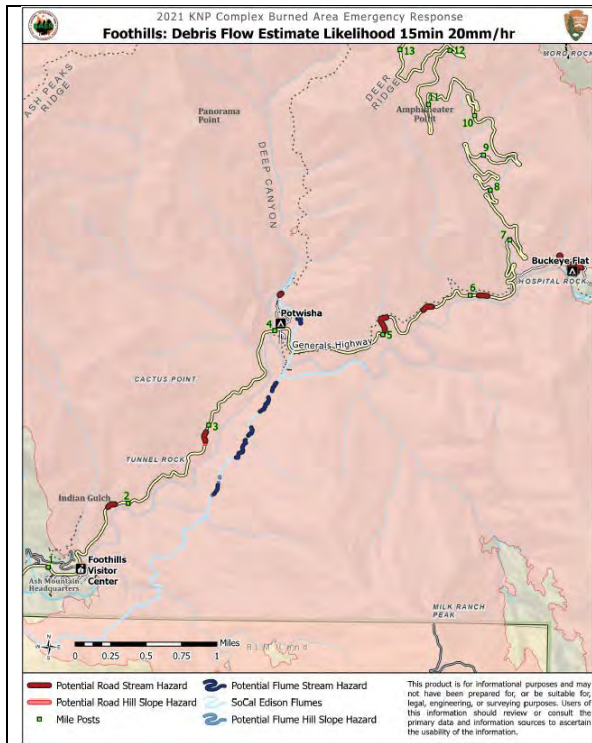 2021 KNP Complex Burned Area Emergency Response
Foothills: Debris Flow Estimate Likelihood 15min 20mm/hr
ASH PEAKS
RIDGE
Panorama
Point
DEEP CANYON
DEER
RIDGE
13
12
MORO ROCK
11
Amphitheater
Point
10
9
8
7
Buckeye Flat
HOSPITAL ROCK
6
Potwisha
4
5
Generals Highway
CACTUS POINT
3
TUNNEL ROCK
Indian Gulch
2
1
Foothills
Visitor
Center
Ash Mountain
Headquarters
MILK RANCH
PEAK
N
S
Miles
0 0.25 0.5 1
BLM Land
Potential Road Stream Hazard
Potential Road Hill Slope Hazard
Mile Posts
Potential Flume Stream Hazard
SoCal Edison Flumes
Potential Flume Hill Slope Hazard
This product is for informational purposes and may
not have been prepared for, or be suitable for,
legal, engineering, or surveying purposes. Users of
this information should review or consult the
primary data and information sources to ascertain
the usability of the information.